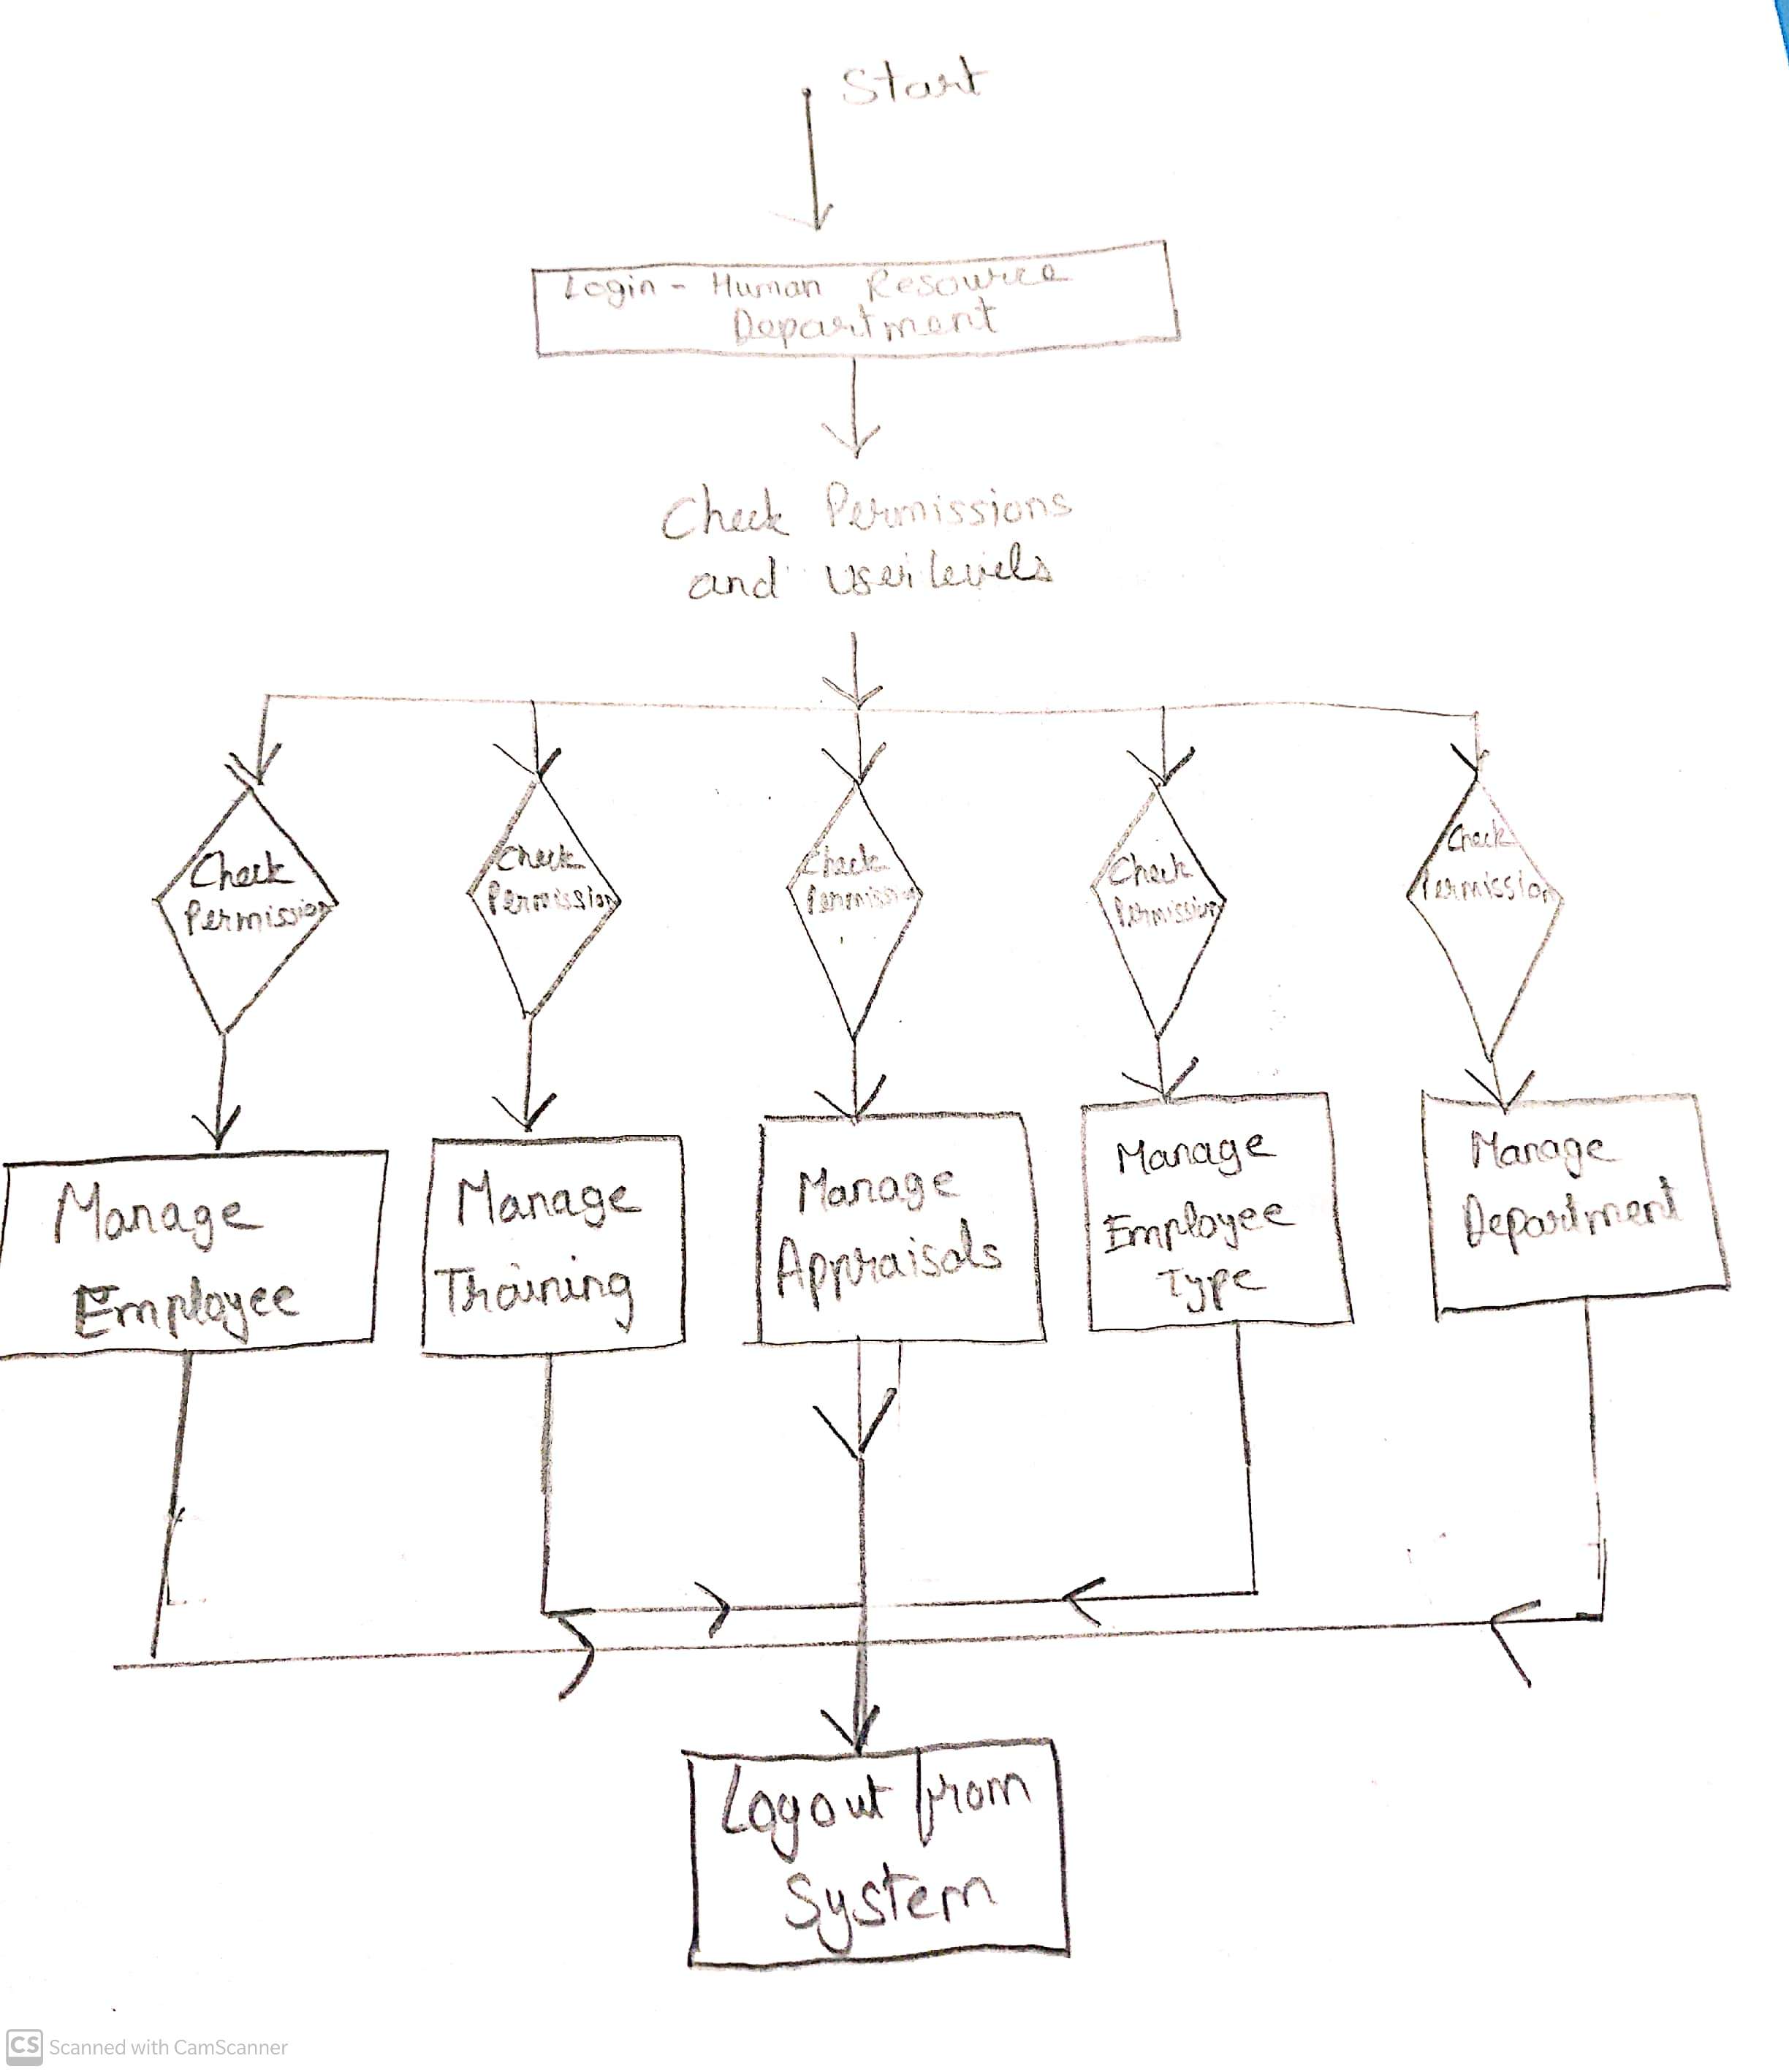 Start
Login - Human Resource
Department
Check Permissions
and User levels
Check
Permission
Check
Permission
Check
Permission
Check
Permission
Check
Permission
Manage
Employee
Manage
Training
Manage
Appraisals
Manage
Employee
Type
Manage
Department
Logout from
System
CS Scanned with CamScanner